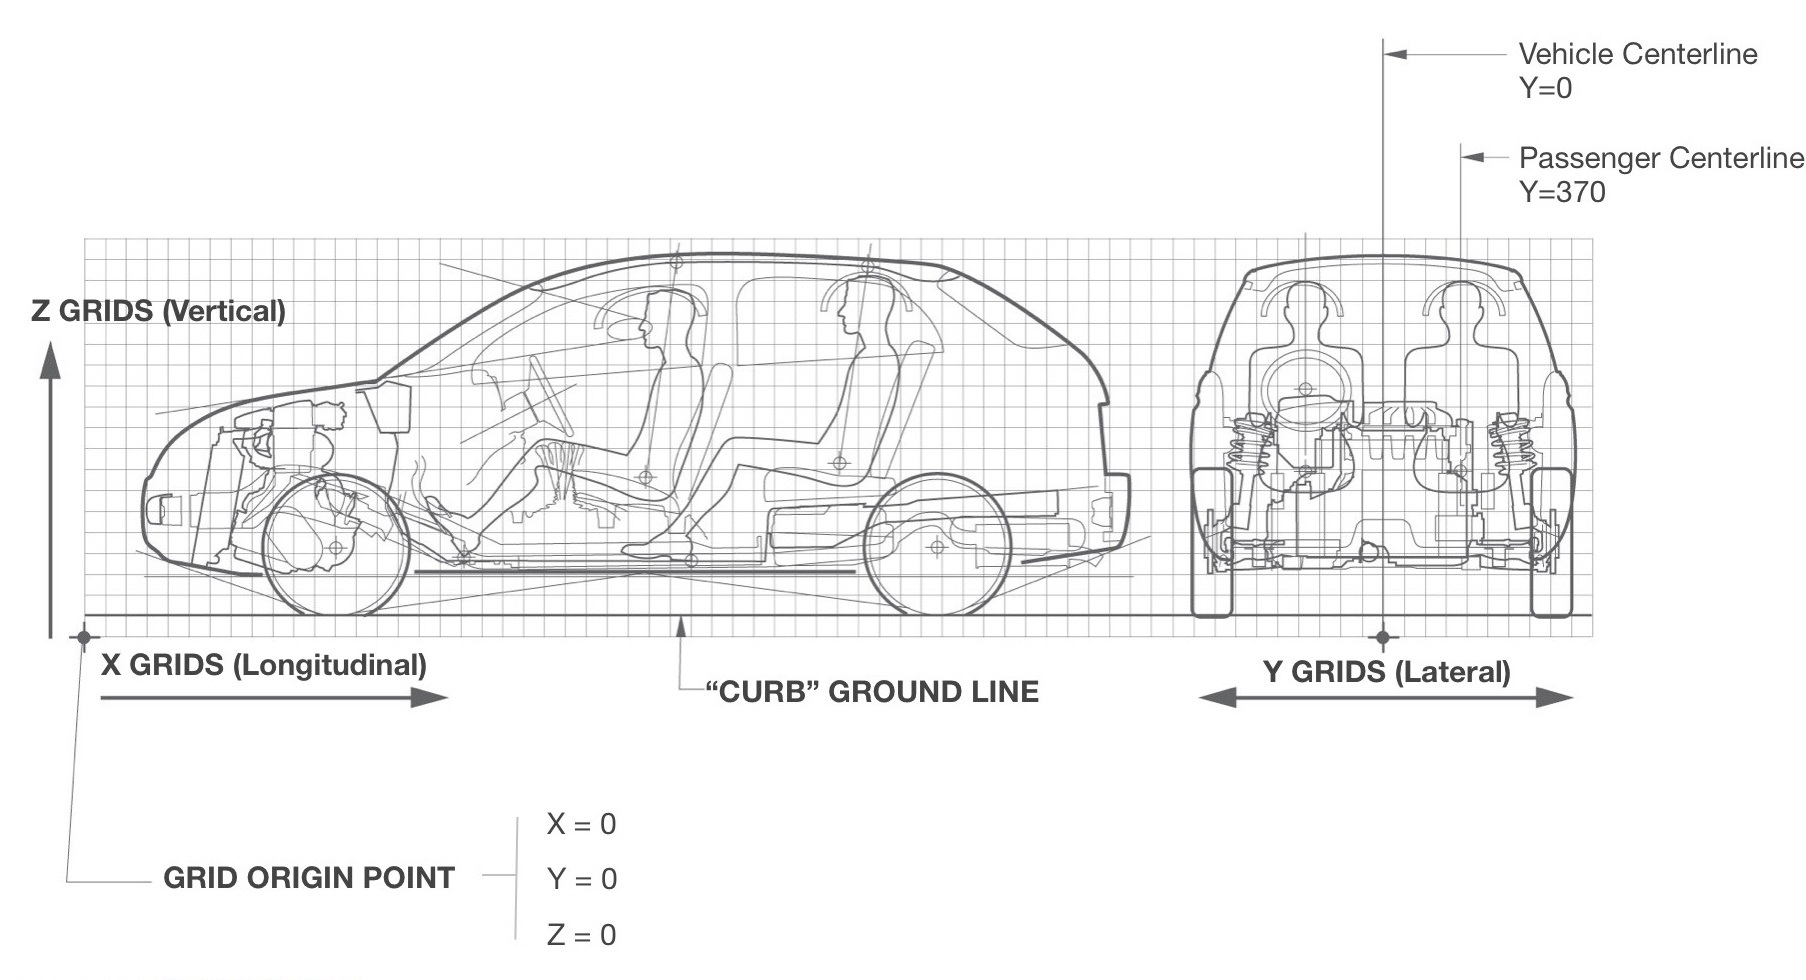 Vehicle Centerline
Y=0
Passenger Centerline
Y=370
Z GRIDS (Vertical)
X GRIDS (Longitudinal)
“CURB” GROUND LINE
Y GRIDS (Lateral)
X = 0
GRID ORIGIN POINT
Y = 0
Z = 0